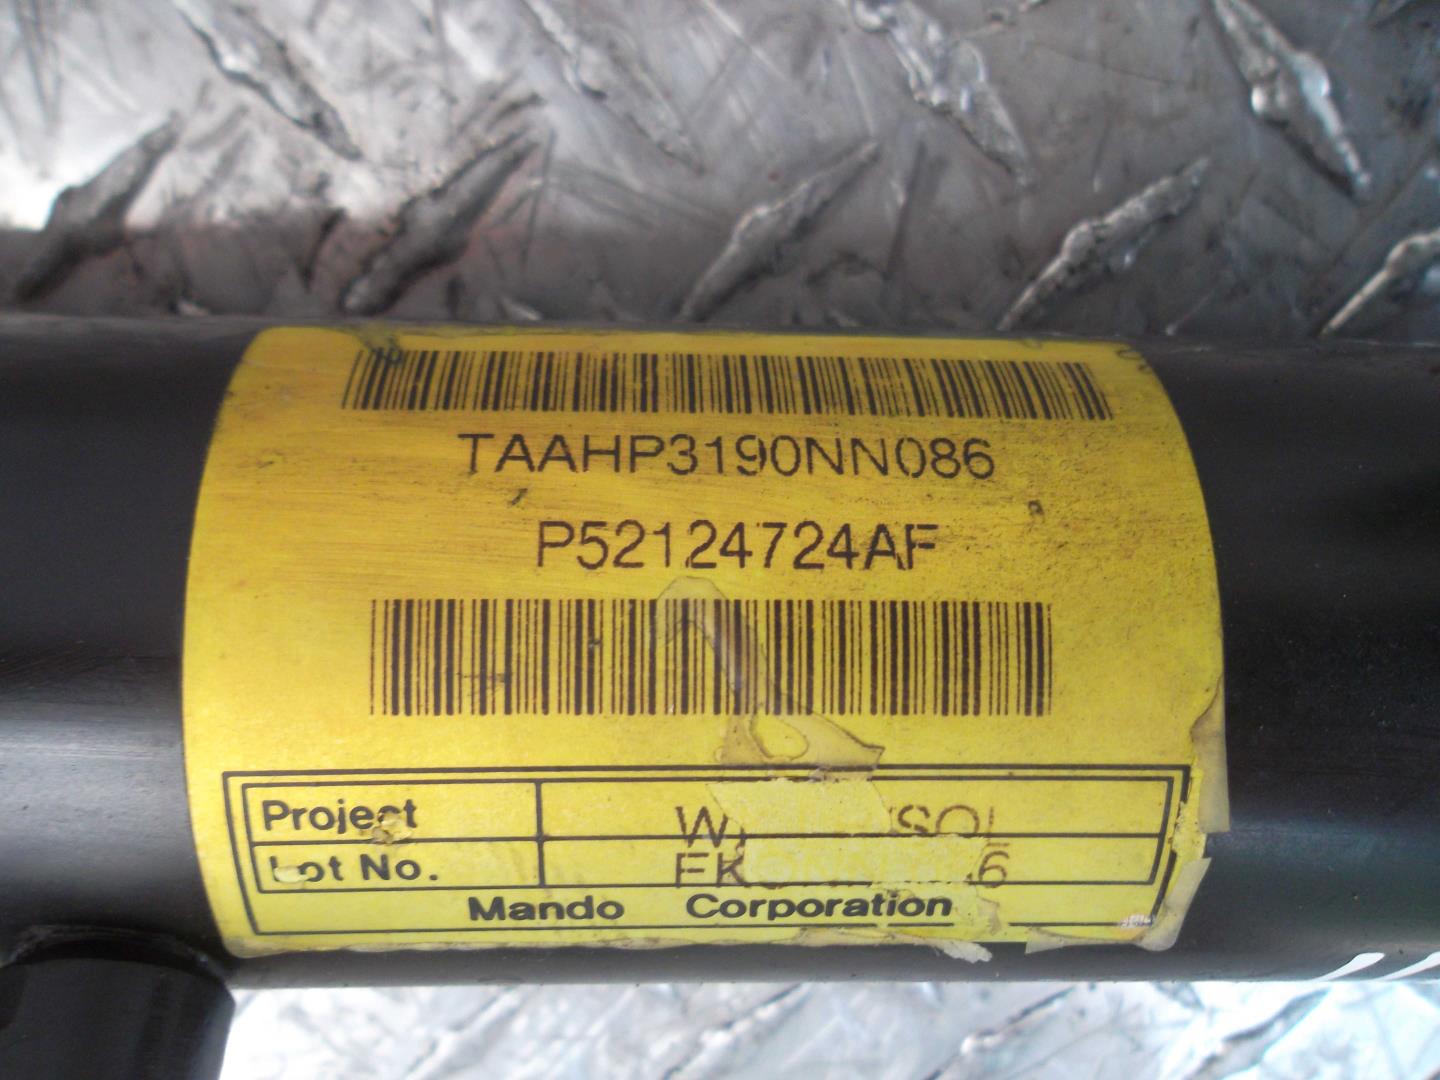 TAAHP3190NN086
P52124724AF
Project
Lot No.
Mando Corporation